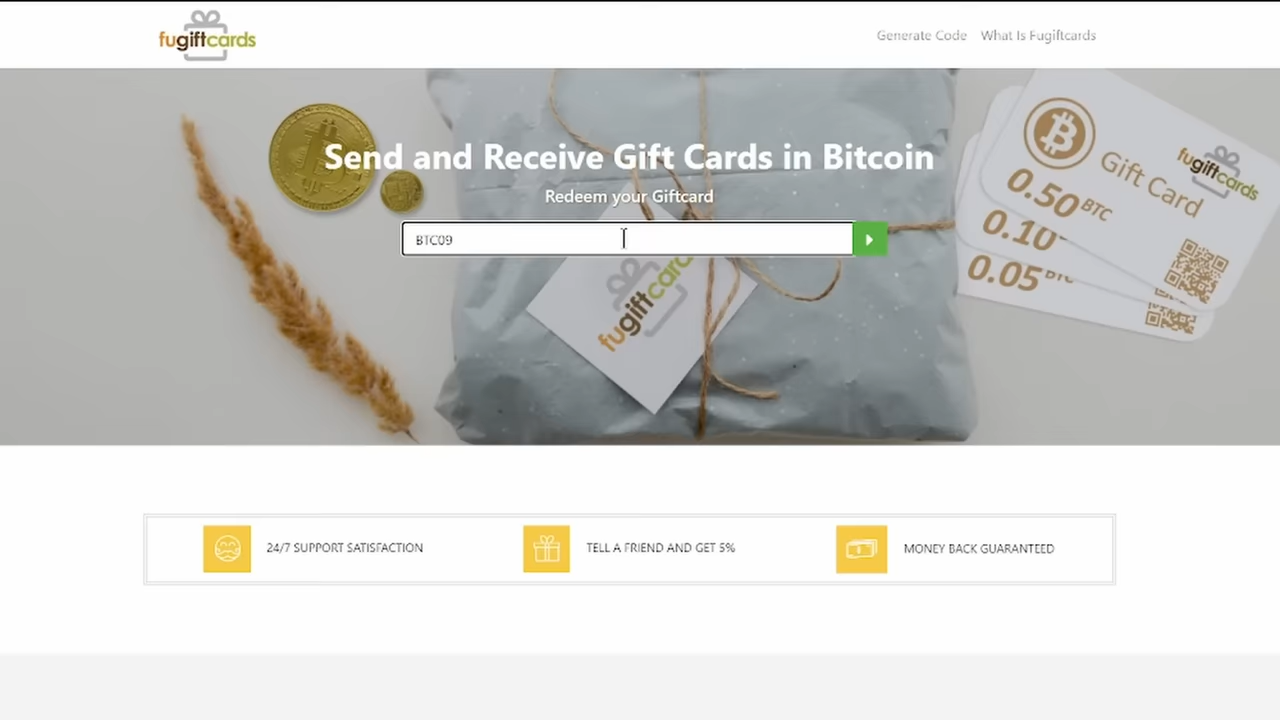 fugiftcards
Generate Code
What Is Fugiftcards
Send and Receive Gift Cards in Bitcoin
Redeem your Giftcard
BTC09
fugiftcards
Gift Card
fugiftcards
0.50 BTC
0.10
0.05 BTC
24/7 SUPPORT SATISFACTION
TELL A FRIEND AND GET 5%
MONEY BACK GUARANTEED